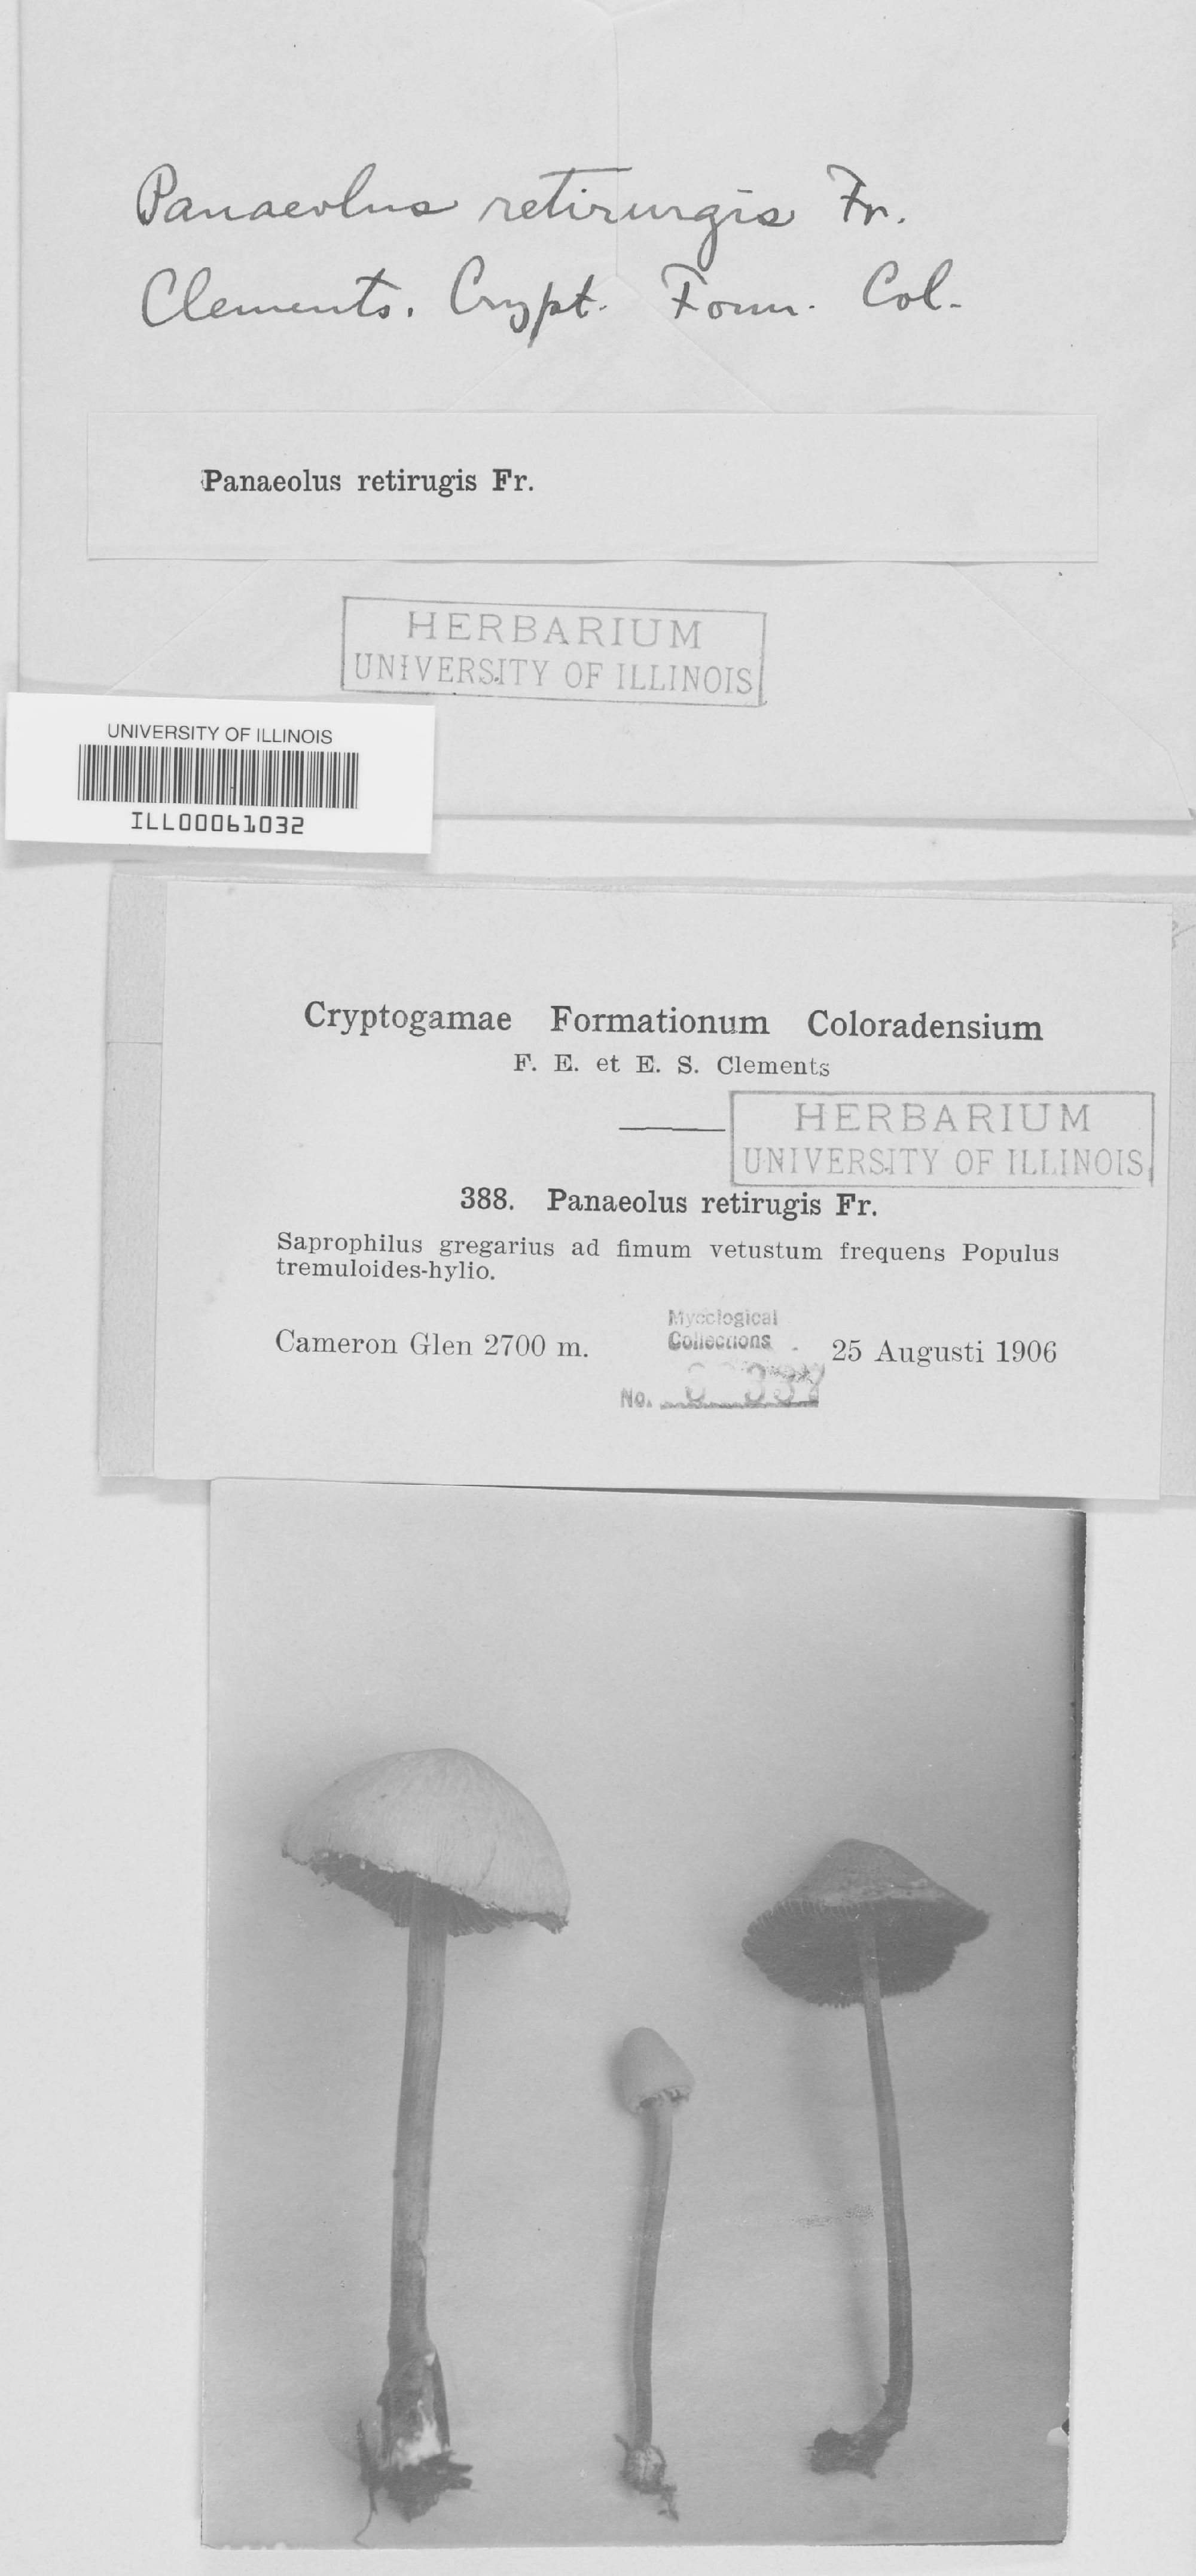 Panaeolus retirurgis Fr.
Clements. Crypt. Form. Col.
Panaeolus retirugis Fr.
HERBARIUM
UNIVERSITY OF ILLINOIS
UNIVERSITY OF ILLINOIS
ILL00061032
Cryptogamae Formationum Coloradensium
F. E. et E. S. Clements
HERBARIUM
UNIVERSITY OF ILLINOIS
388. Panaeolus retirugis Fr.
Saprophilus gregarius ad fimum vetustum frequens Populus
tremuloides-hylio.
Mycological
Collections
Cameron Glen 2700 m. 25 Augusti 1906
No.